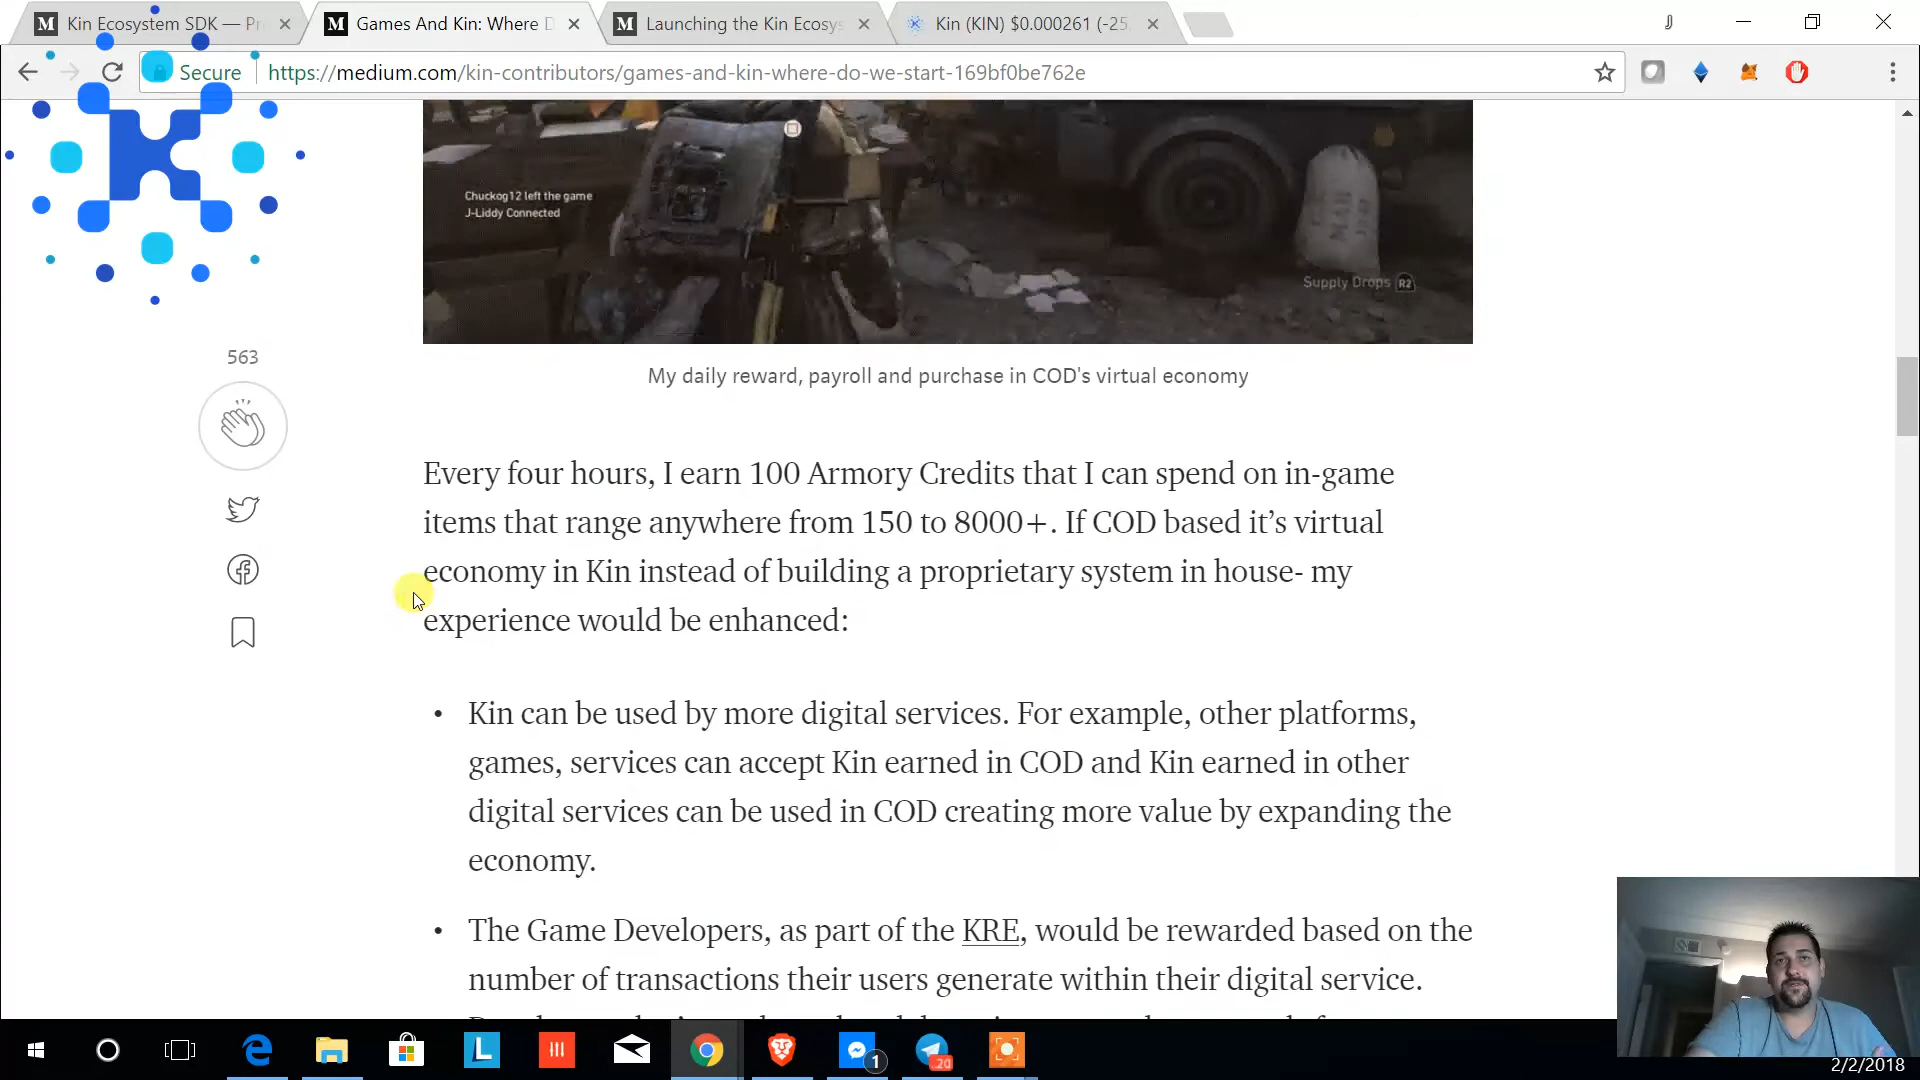 Kin Ecosystem SDK — Pr
Games And Kin: Where D
Launching the Kin Ecosys
Kin (KIN) $0.000261 (-25.
J
Secure
https://medium.com/kin-contributors/games-and-kin-where-do-we-start-169bf0be762e
Chuckog12 left the game
J-Liddy Connected
Supply Drops R2
563
My daily reward, payroll and purchase in COD's virtual economy
Every four hours, I earn 100 Armory Credits that I can spend on in-game
items that range anywhere from 150 to 8000+. If COD based it’s virtual
economy in Kin instead of building a proprietary system in house- my
experience would be enhanced:
• Kin can be used by more digital services. For example, other platforms,
games, services can accept Kin earned in COD and Kin earned in other
digital services can be used in COD creating more value by expanding the
economy.
• The Game Developers, as part of the KRE, would be rewarded based on the
number of transactions their users generate within their digital service.
1
20
2/2/2018